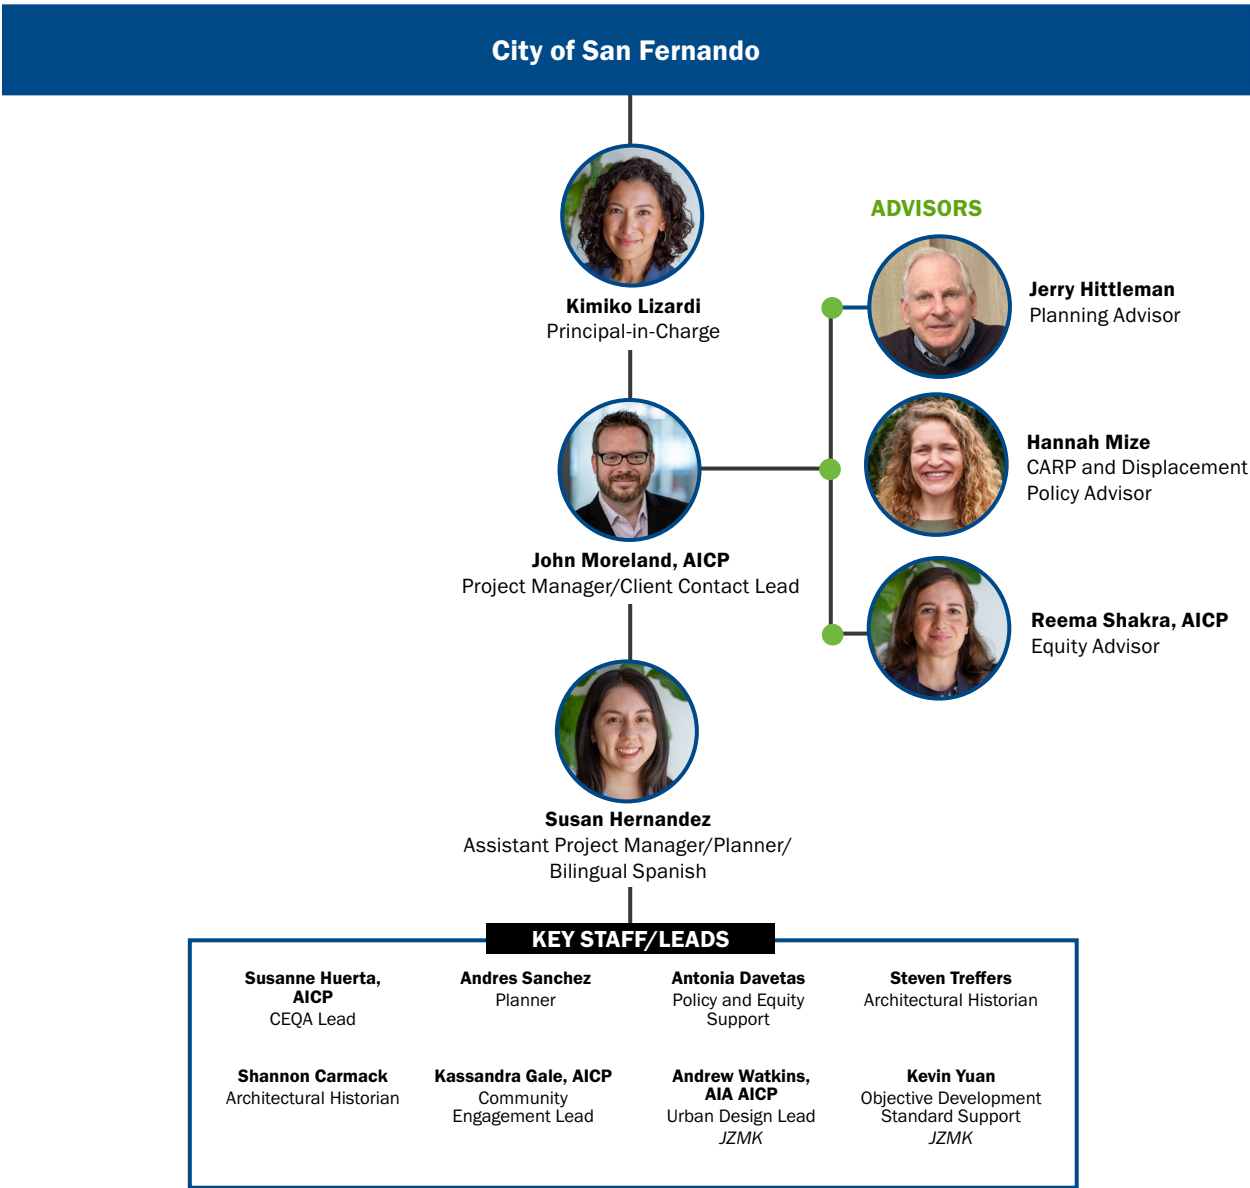 City of San Fernando
Kimiko Lizardi
Principal-in-Charge
ADVISORS
Jerry Hittleman
Planning Advisor
Hannah Mize
CARP and Displacement
Policy Advisor
Reema Shakra, AICP
Equity Advisor
John Moreland, AICP
Project Manager/Client Contact Lead
Susan Hernandez
Assistant Project Manager/Planner/
Bilingual Spanish
KEY STAFF/LEADS
Susanne Huerta,
AICP
CEQA Lead
Andres Sanchez
Planner
Antonia Davetas
Policy and Equity
Support
Steven Treffers
Architectural Historian
Shannon Carmack
Architectural Historian
Kassandra Gale, AICP
Community
Engagement Lead
Andrew Watkins,
AIA AICP
Urban Design Lead
JZMK
Kevin Yuan
Objective Development
Standard Support
JZMK